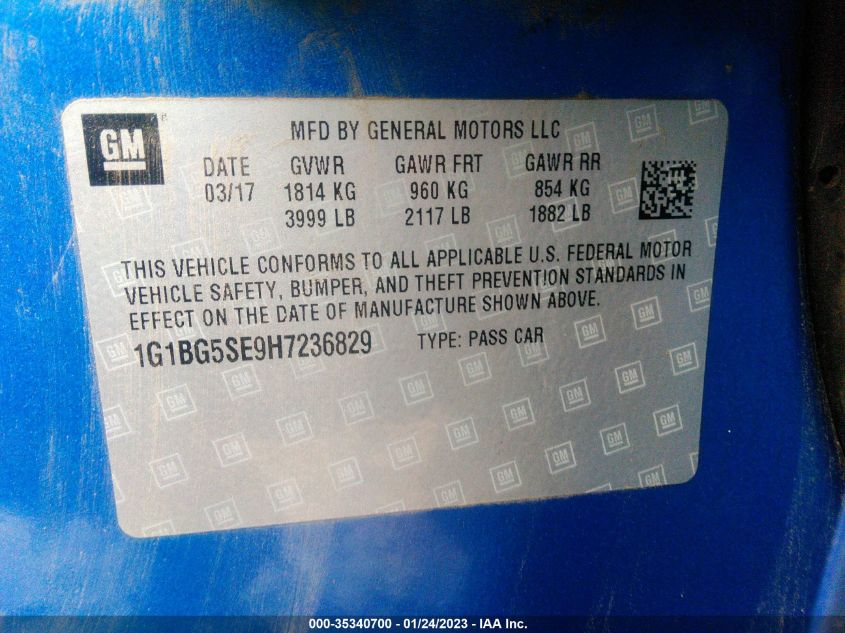 GM
MFD BY GENERAL MOTORS LLC
DATE GVWR GAWR FRT GAWR RR
03/17 1814 KG 960 KG 854 KG
3999 LB 2117 LB 1882 LB
THIS VEHICLE CONFORMS TO ALL APPLICABLE U.S. FEDERAL MOTOR
VEHICLE SAFETY, BUMPER, AND THEFT PREVENTION STANDARDS IN
EFFECT ON THE DATE OF MANUFACTURE SHOWN ABOVE.
1G1BG5SE9H7236829 TYPE: PASS CAR
000-35340700 - 01/24/2023 - IAA Inc.